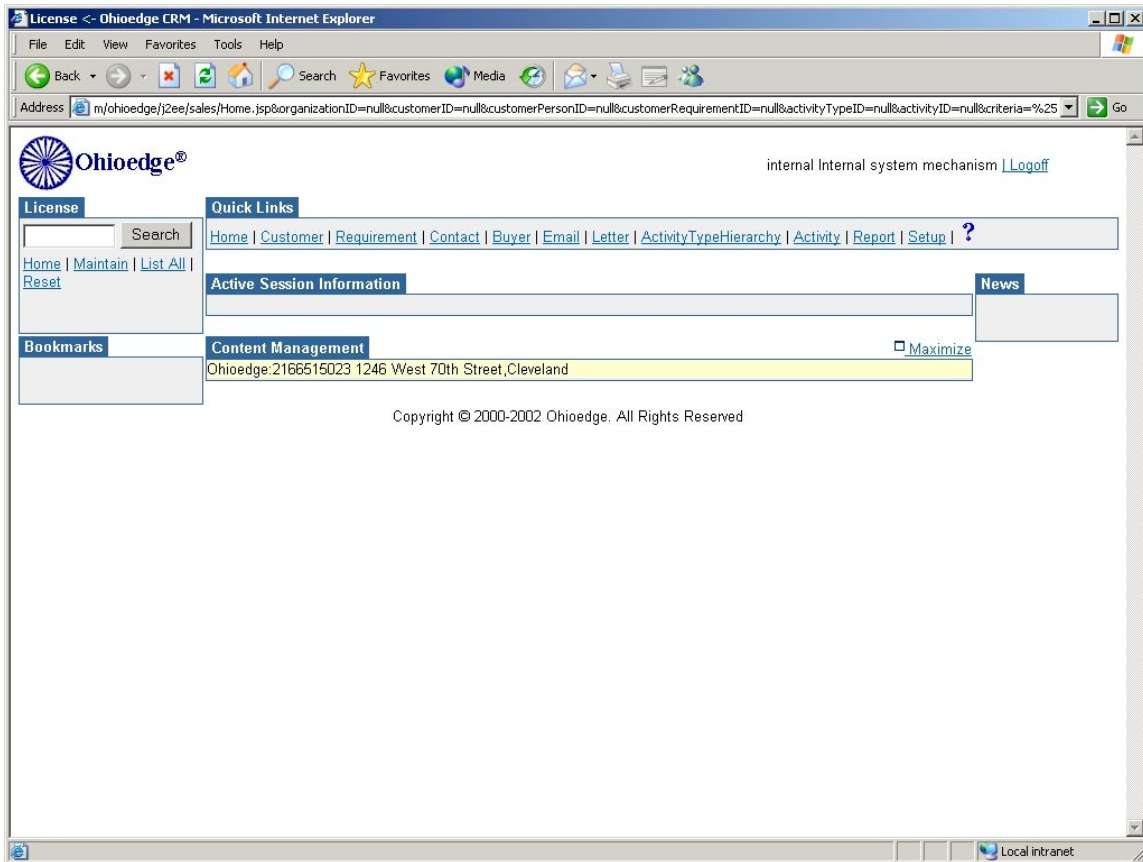 License <- Ohioedge CRM - Microsoft Internet Explorer
File Edit View Favorites Tools Help
Back Search Favorites Media
Address m/ohioedge/j2ee/sales/Home.jsp&organizationID=null&customerID=null&customerPersonID=null&customerRequirementID=null&activityTypeID=null&activityID=null&criteria=%25 Go
Ohioedge®
internal Internal system mechanism | Logoff
License
Search
Home | Maintain | List All |
Reset
Quick Links
Home | Customer | Requirement | Contact | Buyer | Email | Letter | ActivityTypeHierarchy | Activity | Report | Setup | ?
Active Session Information
News
Bookmarks
Content Management
Maximize
Ohioedge:2166515023 1246 West 70th Street,Cleveland
Copyright © 2000-2002 Ohioedge. All Rights Reserved
Local intranet